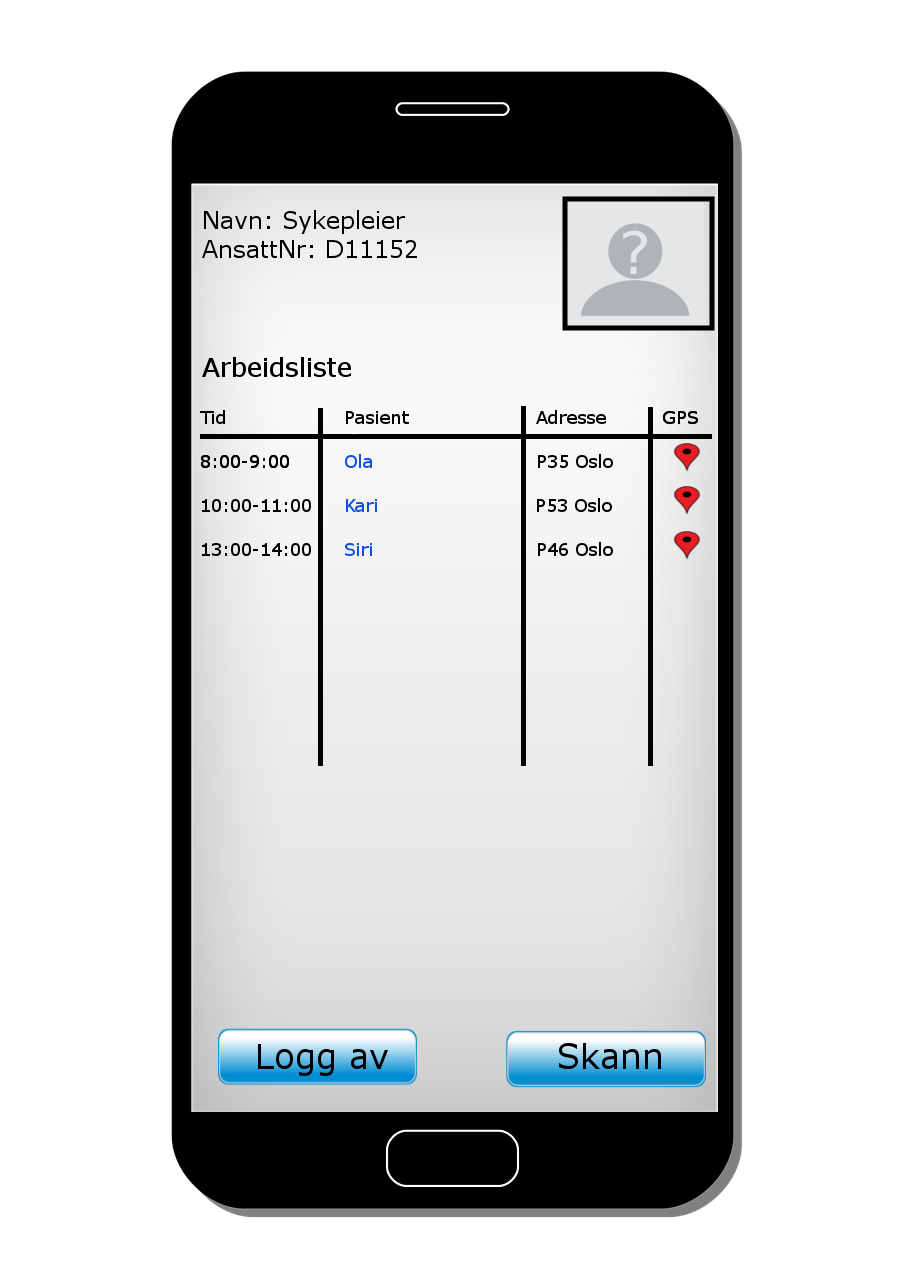 Navn: Sykepleier
AnsattNr: D11152
?
Arbeidsliste
Tid Pasient Adresse GPS
8:00-9:00 Ola P35 Oslo
10:00-11:00 Kari P53 Oslo
13:00-14:00 Siri P46 Oslo
Logg av Skann